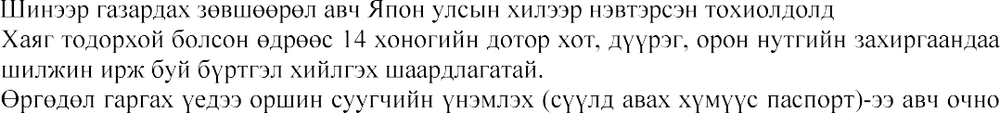 Шинээр газардах зөвшөөрөл авч Япон улсын хилээр нэвтэрсэн тохиолдолд
Хаяг тодорхой болсон өдрөөс 14 хоногийн дотор хот, дүүрэг, орон нутгийн захиргаандаа
шилжин ирж буй бүртгэл хийлгэх шаардлагатай.
Өргөдөл гаргах үедээ оршин суугчийн үнэмлэх (сүүлд авах хүмүүс паспорт)-ээ авч очно